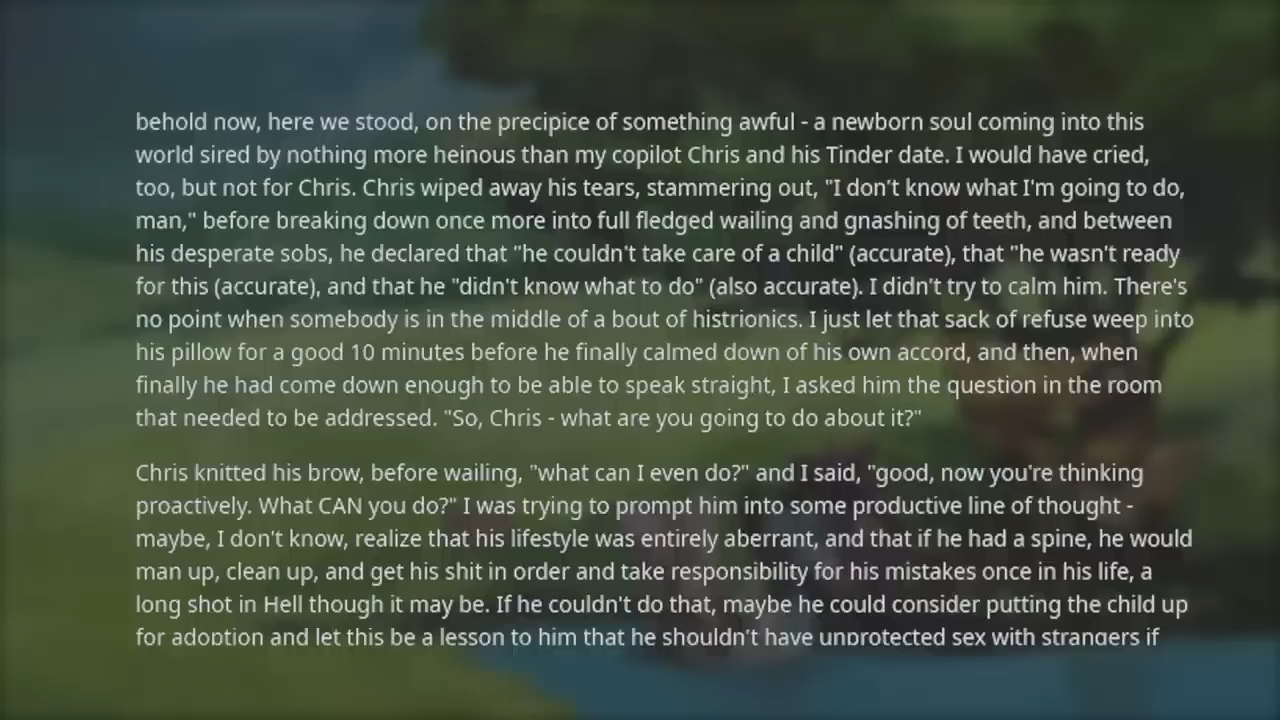 behold now, here we stood, on the precipice of something awful - a newborn soul coming into this
world sired by nothing more heinous than my copilot Chris and his Tinder date. I would have cried,
too, but not for Chris. Chris wiped away his tears, stammering out, "I don't know what I'm going to do,
man," before breaking down once more into full fledged wailing and gnashing of teeth, and between
his desperate sobs, he declared that "he couldn't take care of a child" (accurate), that "he wasn't ready
for this (accurate), and that he "didn't know what to do" (also accurate). I didn't try to calm him. There's
no point when somebody is in the middle of a bout of histrionics. I just let that sack of refuse weep into
his pillow for a good 10 minutes before he finally calmed down of his own accord, and then, when
finally he had come down enough to be able to speak straight, I asked him the question in the room
that needed to be addressed. "So, Chris - what are you going to do about it?"
Chris knitted his brow, before wailing, "what can I even do?" and I said, "good, now you're thinking
proactively. What CAN you do?" I was trying to prompt him into some productive line of thought -
maybe, I don't know, realize that his lifestyle was entirely aberrant, and that if he had a spine, he would
man up, clean up, and get his shit in order and take responsibility for his mistakes once in his life, a
long shot in Hell though it may be. If he couldn't do that, maybe he could consider putting the child up
for adoption and let this be a lesson to him that he shouldn't have unprotected sex with strangers if